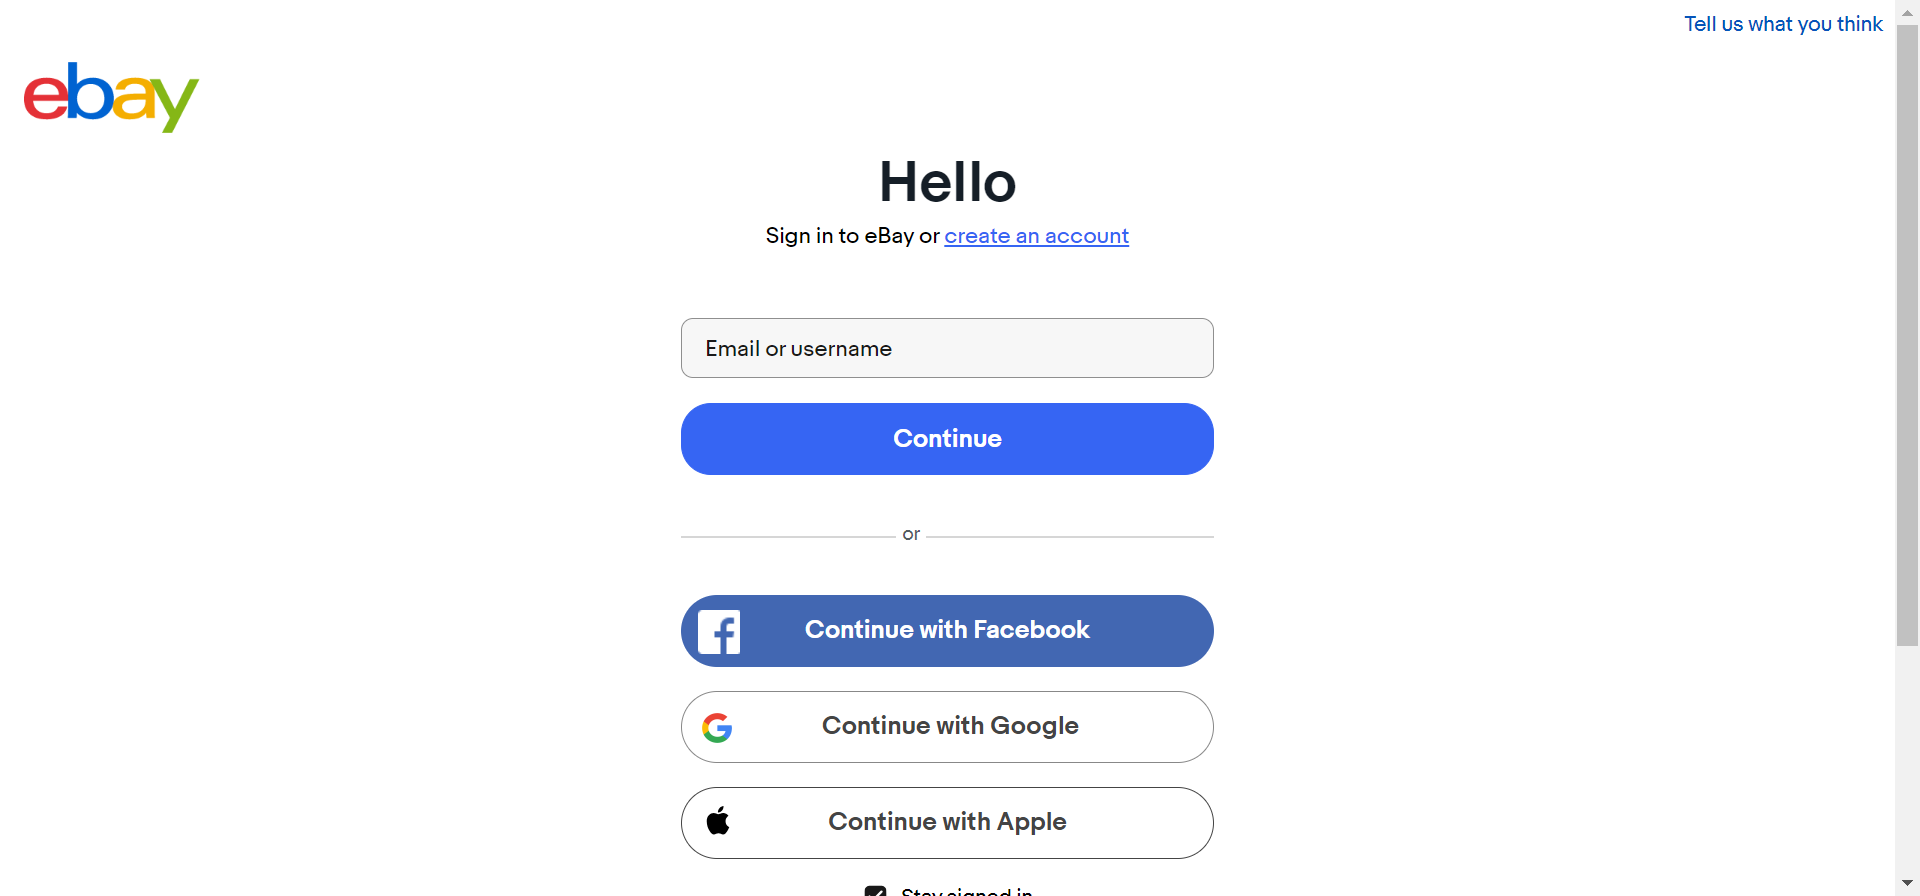 Tell us what you think
ebay
Hello
Sign in to eBay or create an account
Email or username
Continue
or
Continue with Facebook
Continue with Google
Continue with Apple
Stay signed in